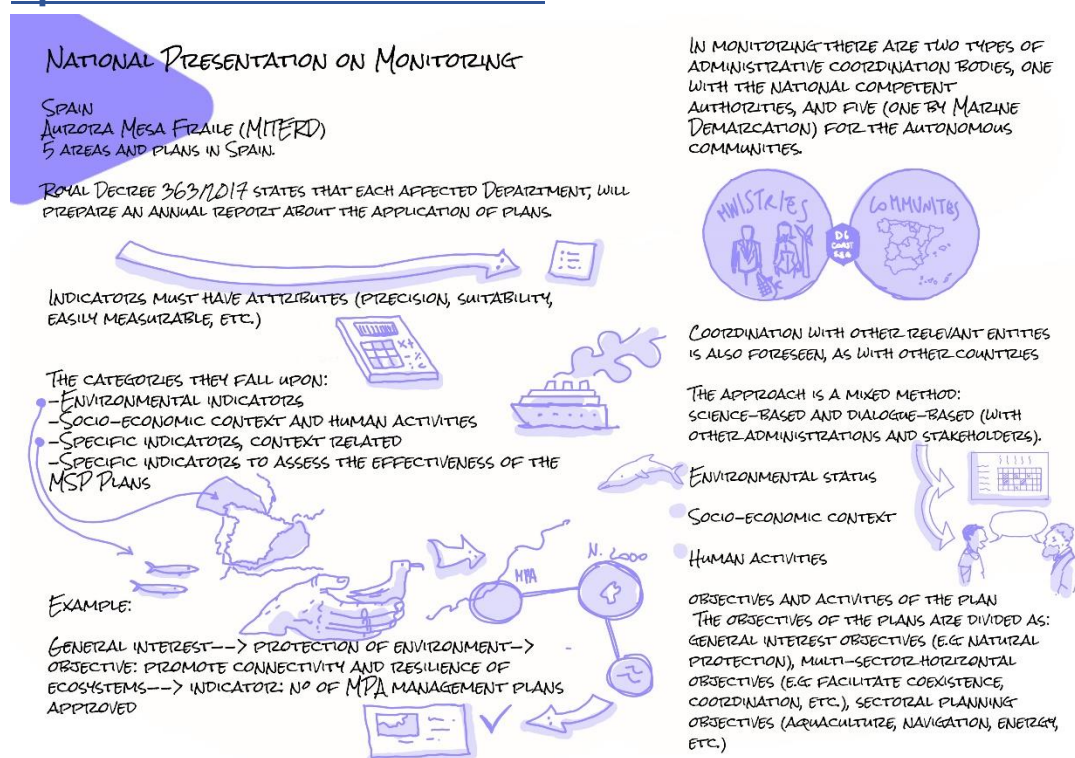 NATIONAL PRESENTATION ON MONITORING
SPAIN
AURORA MESA FRAILE (MITERD)
5 AREAS AND PLANS IN SPAIN.
ROYAL DECREE 363/2017 STATES THAT EACH AFFECTED DEPARTMENT, WILL
PREPARE AN ANNUAL REPORT ABOUT THE APPLICATION OF PLANS.
INDICATORS MUST HAVE ATTRIBUTES (PRECISION, SUITABILITY,
EASILY MEASURABLE, ETC.)
THE CATEGORIES THEY FALL UPON:
-ENVIRONMENTAL INDICATORS
-SOCIO-ECONOMIC CONTEXT AND HUMAN ACTIVITIES
-SPECIFIC INDICATORS, CONTEXT RELATED
-SPECIFIC INDICATORS TO ASSESS THE EFFECTIVENESS OF THE
MSP PLANS
MPA
N. 2000
EXAMPLE:
GENERAL INTEREST--> PROTECTION OF ENVIRONMENT->
OBJECTIVE: PROMOTE CONNECTIVITY AND RESILIENCE OF
ECOSYSTEMS--> INDICATOR: Nº OF MPA MANAGEMENT PLANS
APPROVED
IN MONITORING THERE ARE TWO TYPES OF
ADMINISTRATIVE COORDINATION BODIES, ONE
WITH THE NATIONAL COMPETENT
AUTHORITIES, AND FIVE (ONE BY MARINE
DEMARCATION) FOR THE AUTONOMOUS
COMMUNITIES.
MINISTRIES
COMMUNITES
DG
COAST
SEA
COORDINATION WITH OTHER RELEVANT ENTITIES
IS ALSO FORESEEN, AS WITH OTHER COUNTRIES
THE APPROACH IS A MIXED METHOD:
SCIENCE-BASED AND DIALOGUE-BASED (WITH
OTHER ADMINISTRATIONS AND STAKEHOLDERS).
ENVIRONMENTAL STATUS
SOCIO-ECONOMIC CONTEXT
HUMAN ACTIVITIES
OBJECTIVES AND ACTIVITIES OF THE PLAN
THE OBJECTIVES OF THE PLANS ARE DIVIDED AS:
GENERAL INTEREST OBJECTIVES (E.G NATURAL
PROTECTION), MULTI-SECTOR HORIZONTAL
OBJECTIVES (E.G. FACILITATE COEXISTENCE,
COORDINATION, ETC.), SECTORAL PLANNING
OBJECTIVES (AQUACULTURE, NAVIGATION, ENERGY,
ETC.)